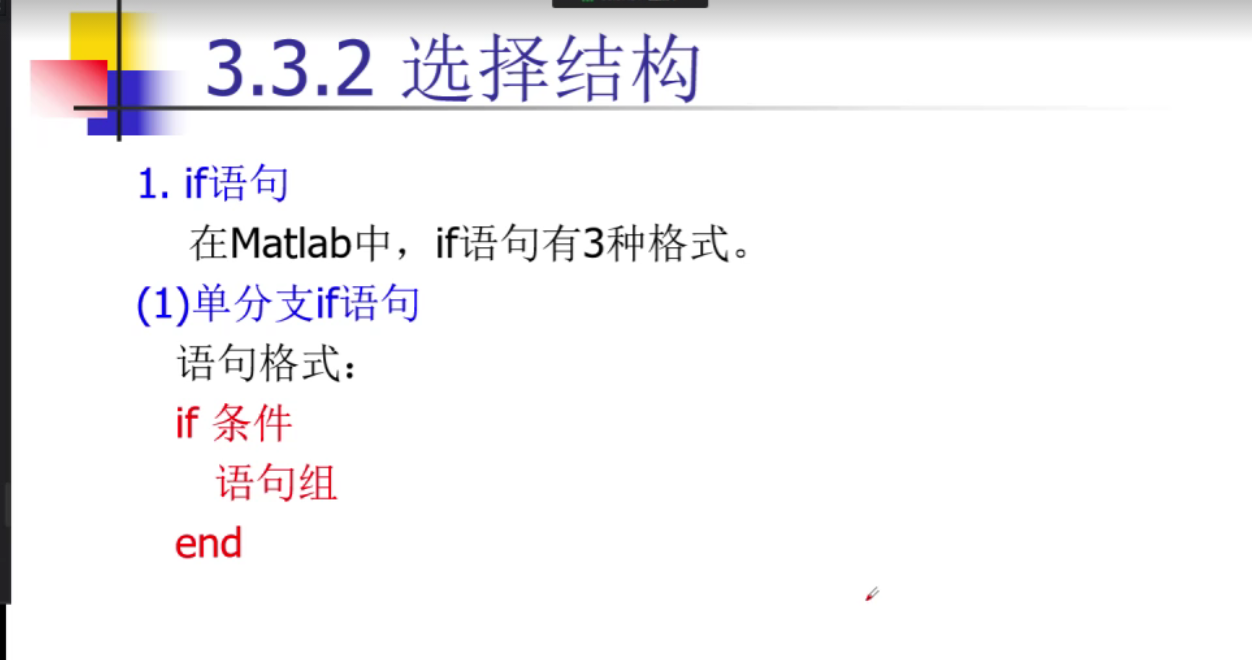 3.3.2 选择结构
1. if语句
在Matlab中，if语句有3种格式。
(1)单分支if语句
语句格式：
if 条件
语句组
end